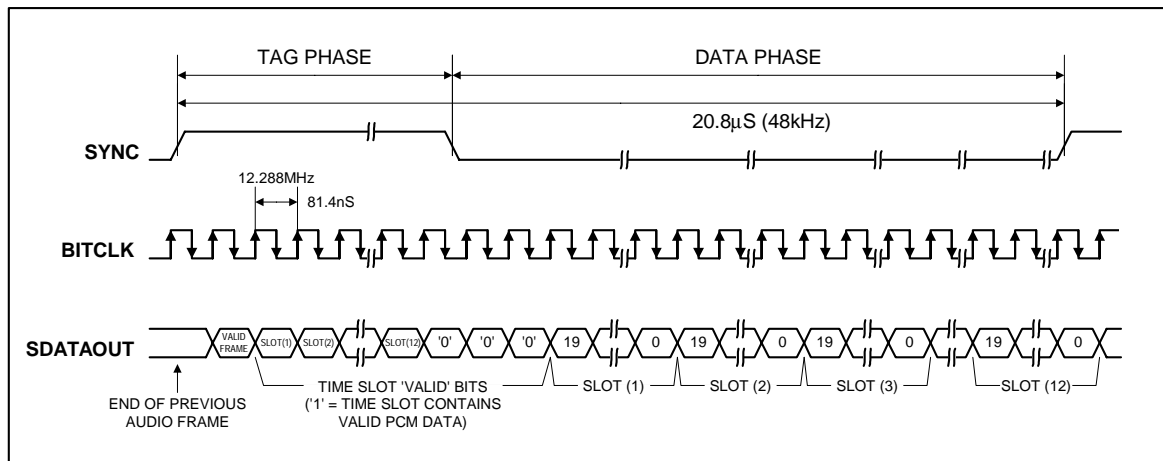 TAG PHASE DATA PHASE
20.8µS (48kHz)
SYNC
12.288MHz
81.4nS
BITCLK
SDATAOUT
VALID FRAME SLOT(1) SLOT(2) SLOT(12) '0' '0' '0' 19 0 19 0 19 0 19 0
TIME SLOT 'VALID' BITS SLOT (1) SLOT (2) SLOT (3) SLOT (12)
('1' = TIME SLOT CONTAINS
VALID PCM DATA)
END OF PREVIOUS
AUDIO FRAME